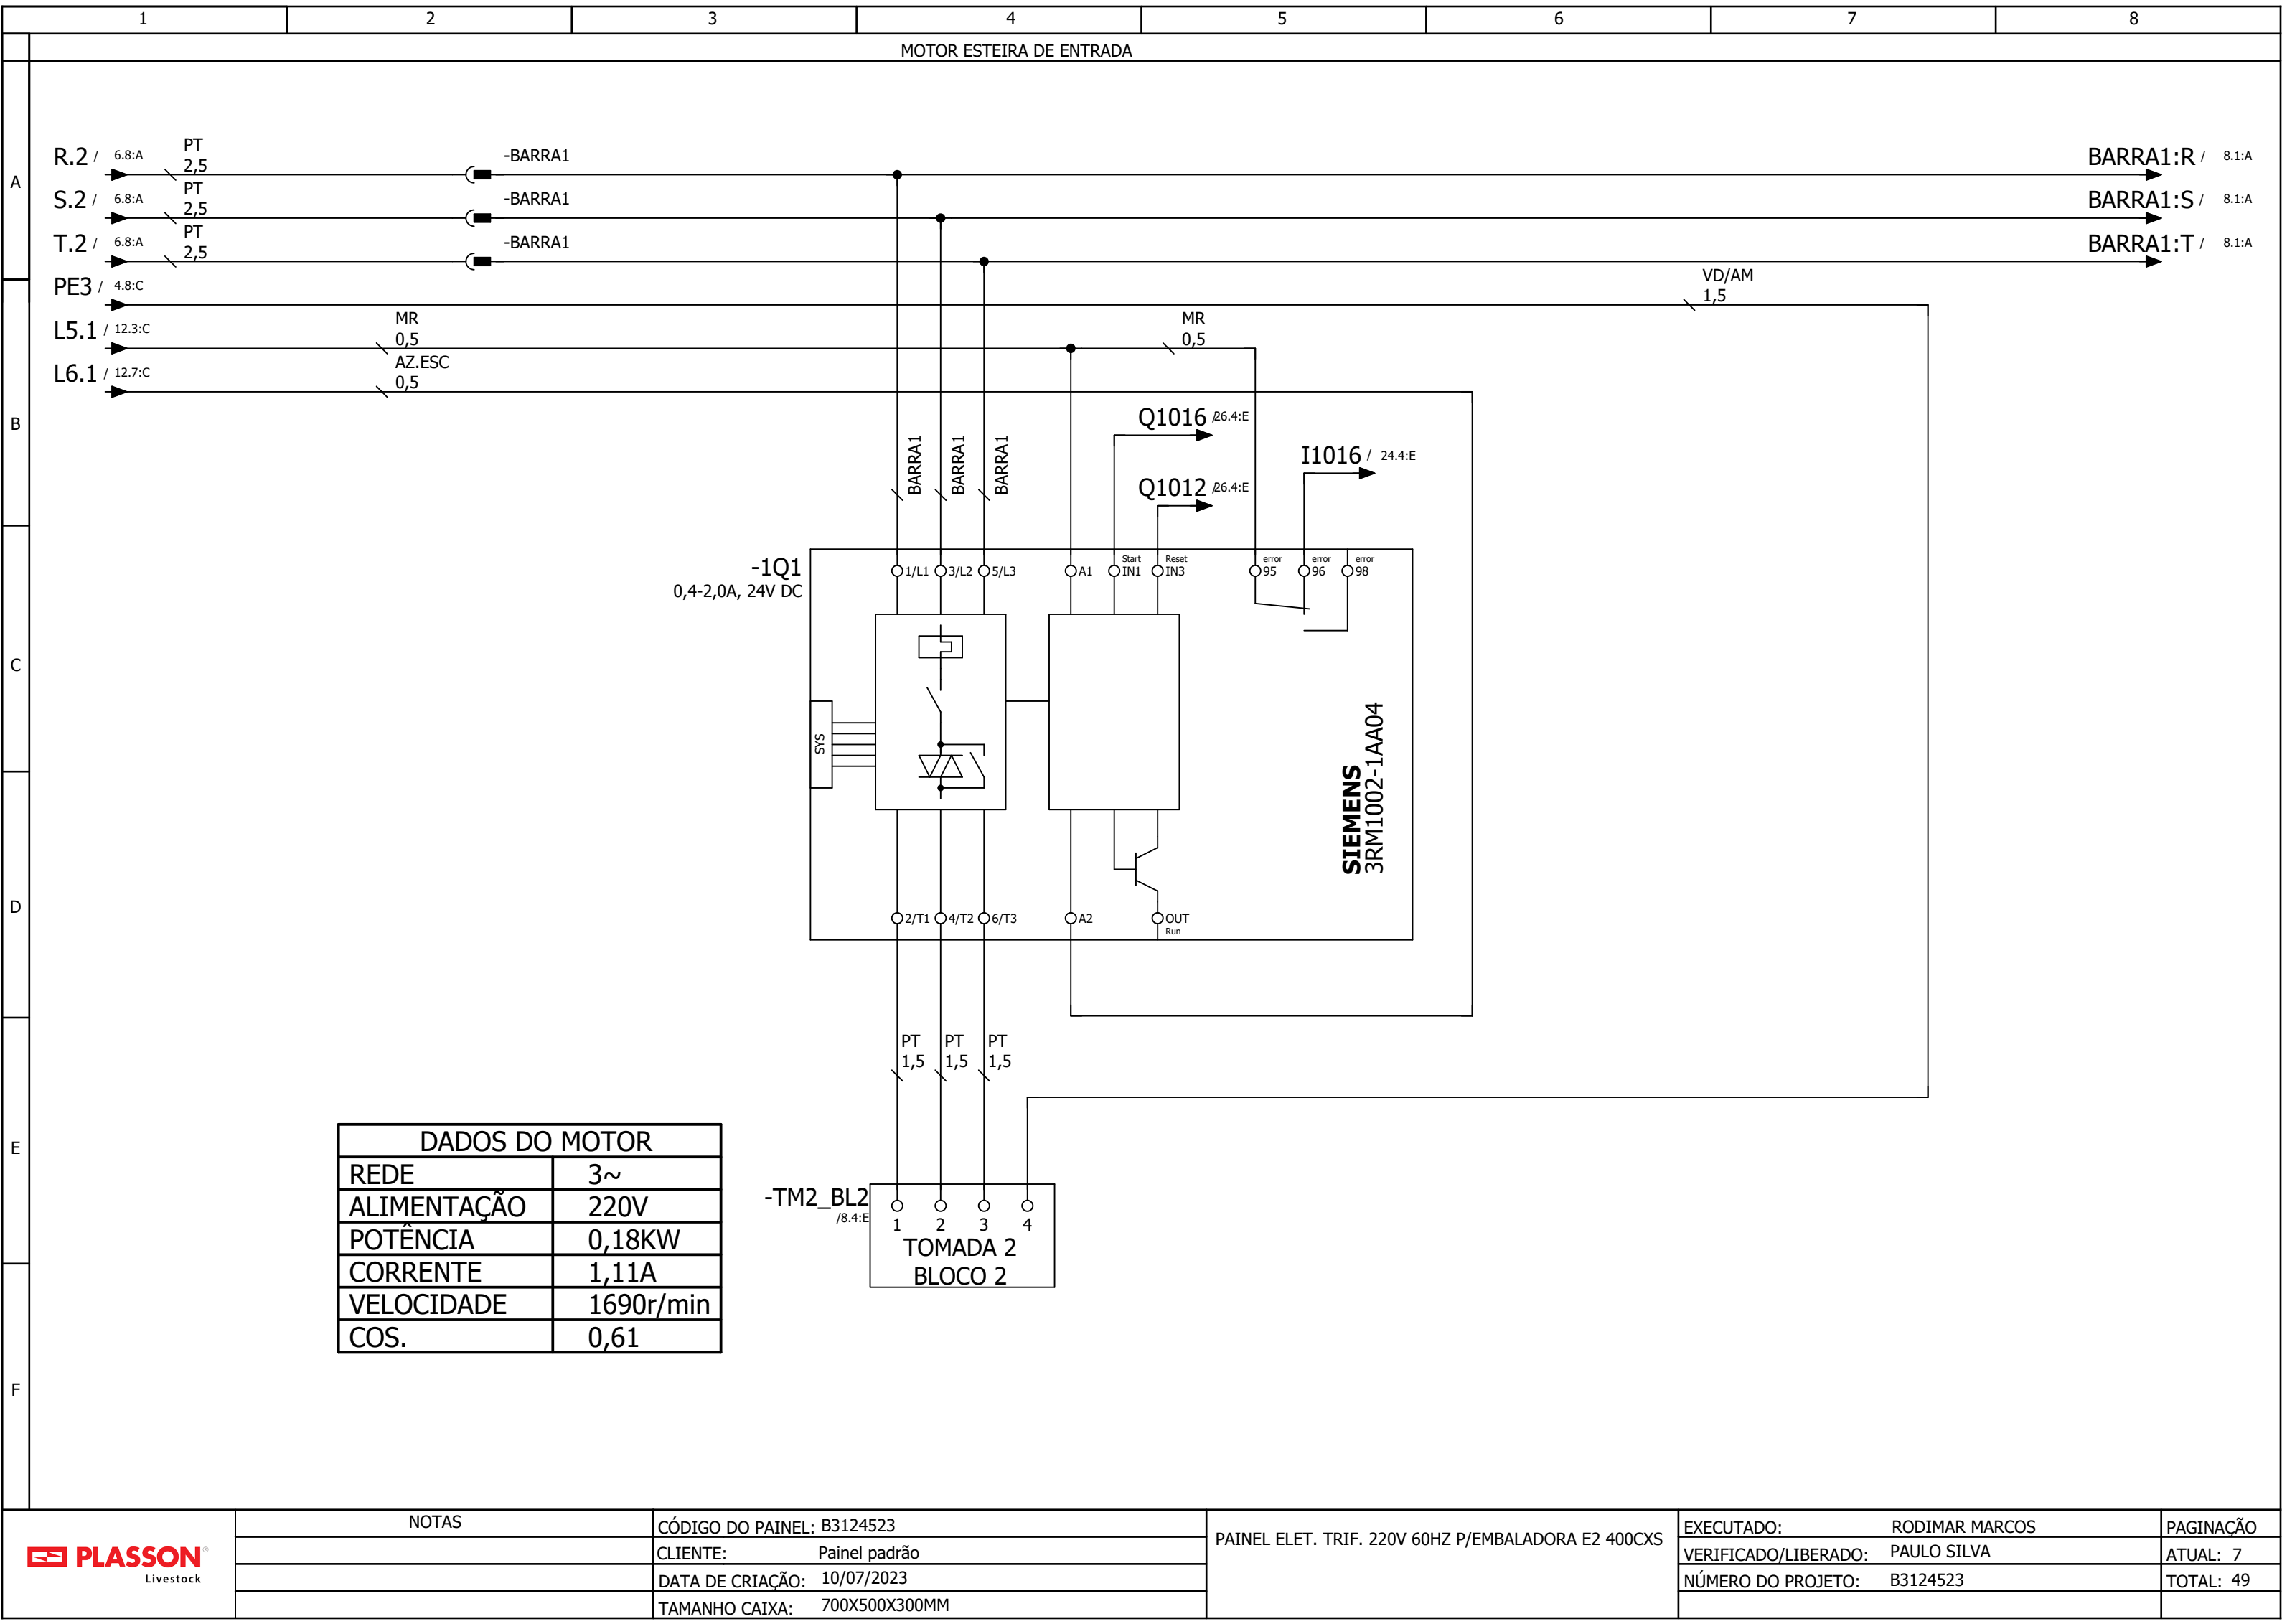 1 2 3 4 5 6 7 8
MOTOR ESTEIRA DE ENTRADA
A
B
C
D
E
F
R.2 / 6.8:A
PT
2,5
-BARRA1
BARRA1:R / 8.1:A
S.2 / 6.8:A
PT
2,5
-BARRA1
BARRA1:S / 8.1:A
T.2 / 6.8:A
PT
2,5
-BARRA1
BARRA1:T / 8.1:A
PE3 / 4.8:C
VD/AM
1,5
L5.1 / 12.3:C
MR
0,5
MR
0,5
L6.1 / 12.7:C
AZ.ESC
0,5
BARRA1
BARRA1
BARRA1
Q1016 /26.4:E
I1016 / 24.4:E
Q1012 /26.4:E
-1Q1
0,4-2,0A, 24V DC
1/L1 3/L2 5/L3
A1
Start
IN1
Reset
IN3
error
95
error
96
error
98
SYS
SIEMENS
3RM1002-1AA04
2/T1 4/T2 6/T3
A2
OUT
Run
PT
1,5
PT
1,5
PT
1,5
-TM2_BL2
/8.4:E
1 2 3 4
TOMADA 2
BLOCO 2
DADOS DO MOTOR
REDE 3~
ALIMENTAÇÃO 220V
POTÊNCIA 0,18KW
CORRENTE 1,11A
VELOCIDADE 1690r/min
COS. 0,61
PLASSON®
Livestock
NOTAS
CÓDIGO DO PAINEL: B3124523
CLIENTE: Painel padrão
DATA DE CRIAÇÃO: 10/07/2023
TAMANHO CAIXA: 700X500X300MM
PAINEL ELET. TRIF. 220V 60HZ P/EMBALADORA E2 400CXS
EXECUTADO: RODIMAR MARCOS
VERIFICADO/LIBERADO: PAULO SILVA
NÚMERO DO PROJETO: B3124523
PAGINAÇÃO
ATUAL: 7
TOTAL: 49